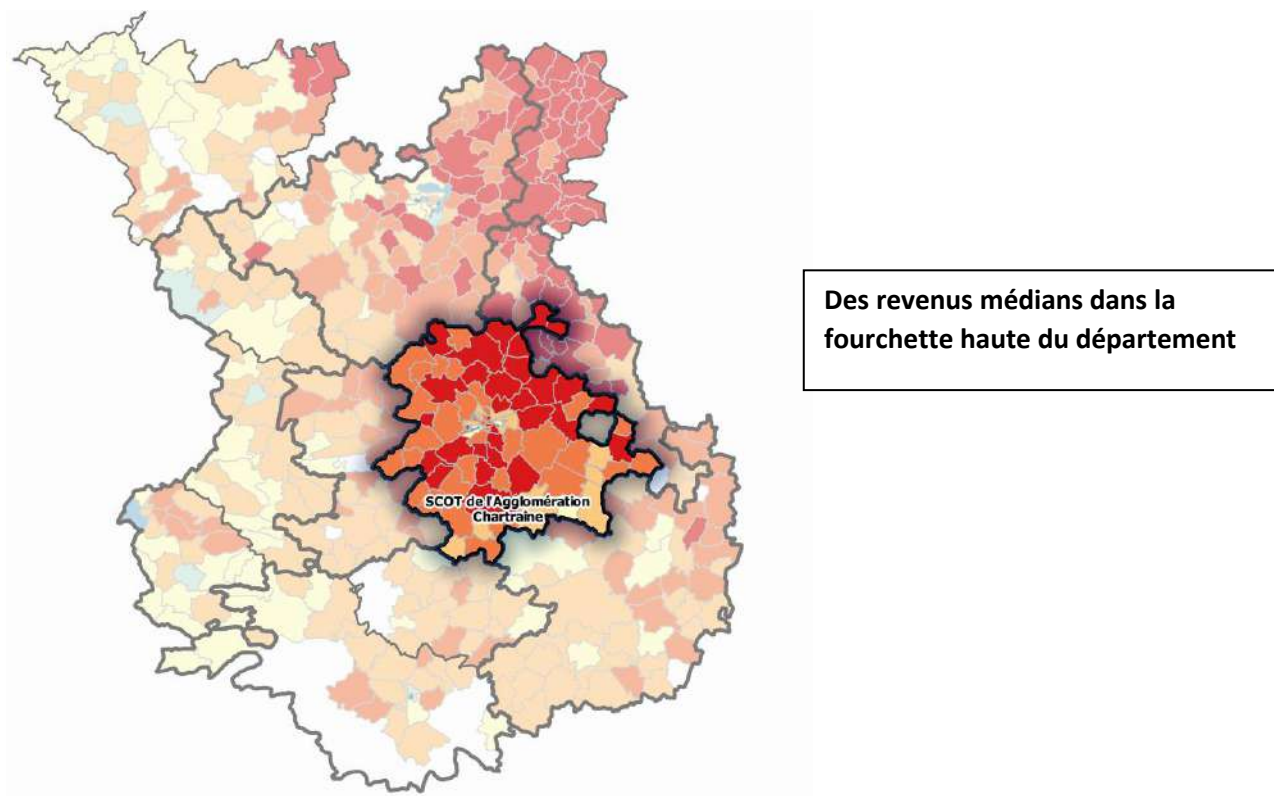 SCOT de l'Agglomération
Chartraine
Des revenus médians dans la
fourchette haute du département